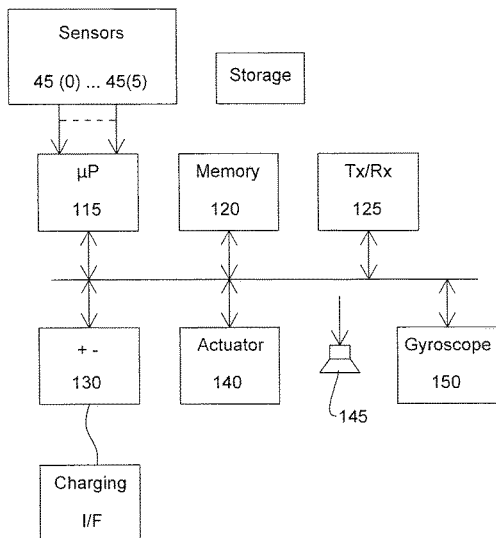 Sensors
45 (0) ... 45(5)
Storage
µP
115
Memory
120
Tx/Rx
125
+ -
130
Actuator
140
145
Gyroscope
150
Charging
I/F